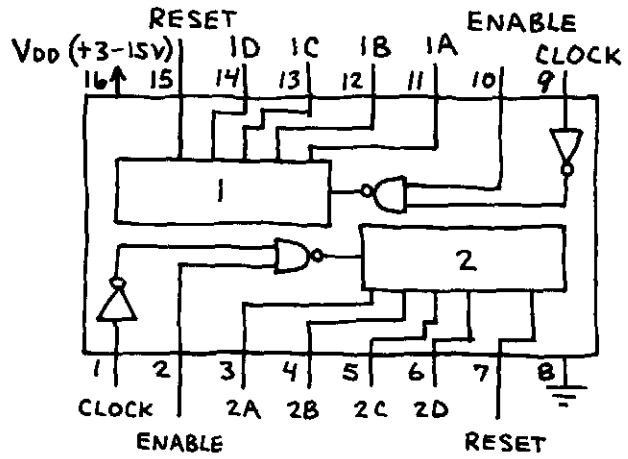 RESET ENABLE
VDD (+3-15V) 1D 1C 1B 1A CLOCK
16 15 14 13 12 11 10 9
1
2
1 2 3 4 5 6 7 8
CLOCK 2A 2B 2C 2D
ENABLE RESET